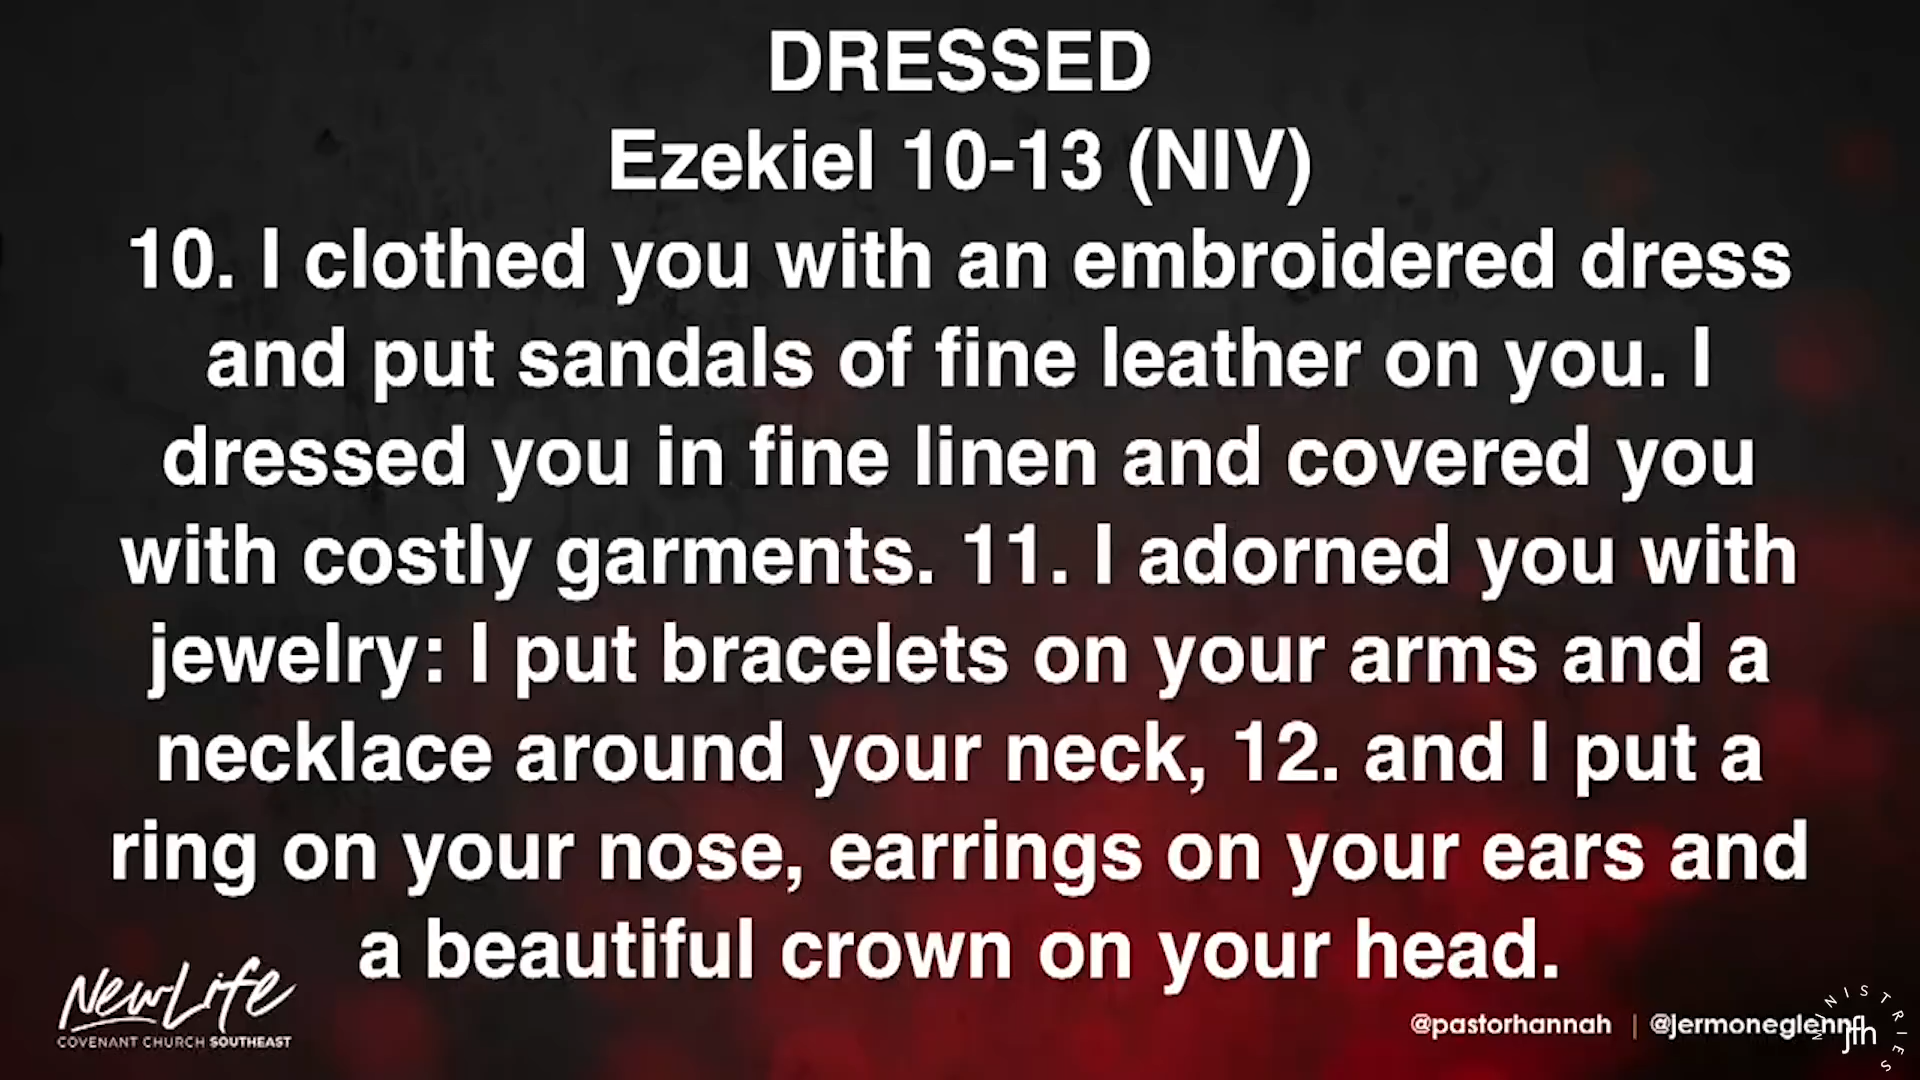 DRESSED
Ezekiel 10-13 (NIV)
10. I clothed you with an embroidered dress
and put sandals of fine leather on you. I
dressed you in fine linen and covered you
with costly garments. 11. I adorned you with
jewelry: I put bracelets on your arms and a
necklace around your neck, 12. and I put a
ring on your nose, earrings on your ears and
a beautiful crown on your head.
NewLife
COVENANT CHURCH SOUTHEAST
@pastorhannah | @jermoneglenn
MINISTRIES
jfh